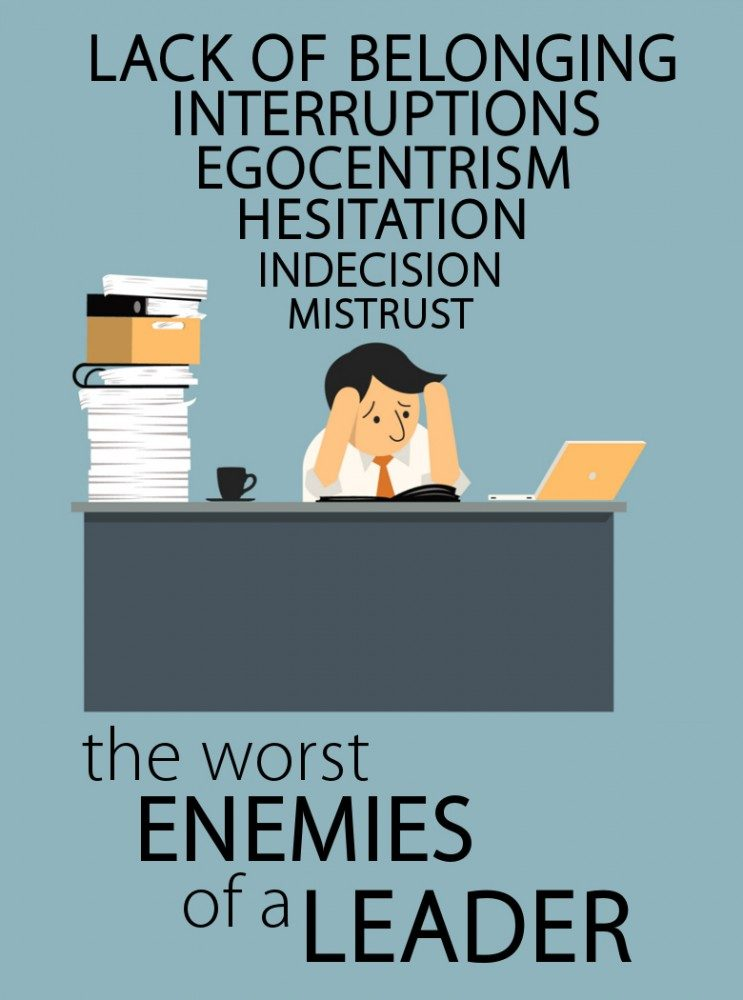 LACK OF BELONGING
INTERRUPTIONS
EGOCENTRISM
HESITATION
INDECISION
MISTRUST
the worst
ENEMIES
of a LEADER